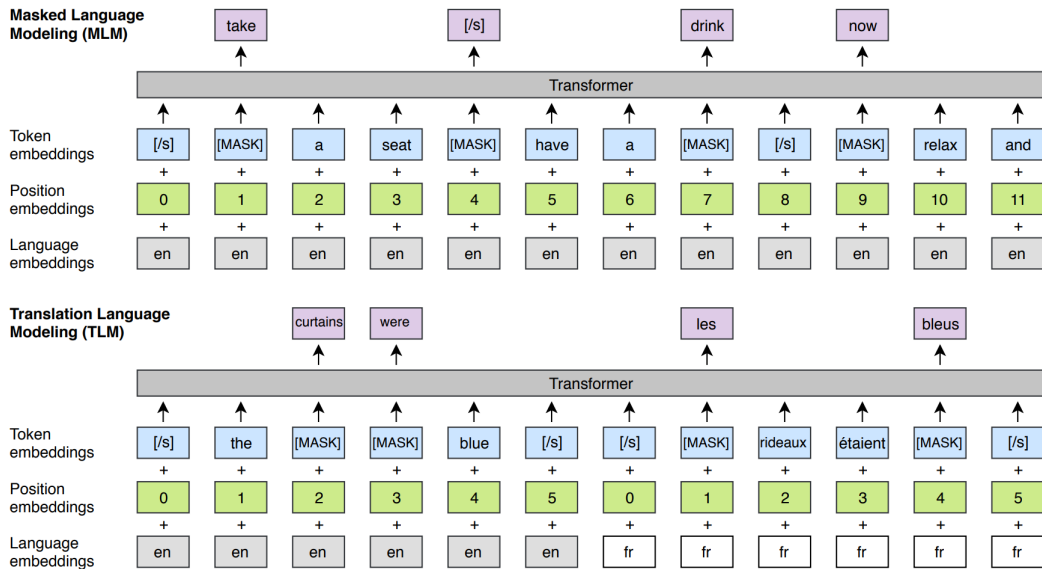 Masked Language
Modeling (MLM)
take [/s] drink now
Transformer
Token
embeddings
[/s] [MASK] a seat [MASK] have a [MASK] [/s] [MASK] relax and
+ + + + + + + + + + + +
Position
embeddings
0 1 2 3 4 5 6 7 8 9 10 11
+ + + + + + + + + + + +
Language
embeddings
en en en en en en en en en en en en
Translation Language
Modeling (TLM)
curtains were les bleus
Transformer
Token
embeddings
[/s] the [MASK] [MASK] blue [/s] [/s] [MASK] rideaux étaient [MASK] [/s]
+ + + + + + + + + + + +
Position
embeddings
0 1 2 3 4 5 0 1 2 3 4 5
+ + + + + + + + + + + +
Language
embeddings
en en en en en en fr fr fr fr fr fr